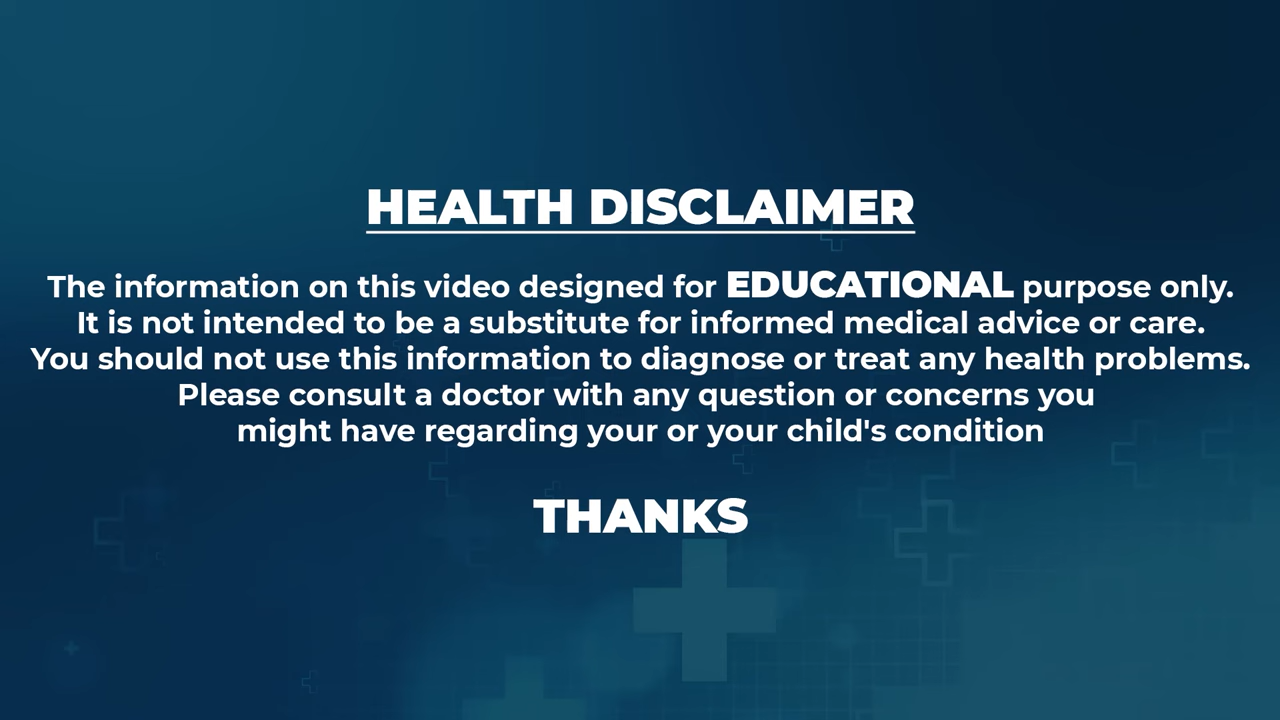 HEALTH DISCLAIMER
The information on this video designed for EDUCATIONAL purpose only.
It is not intended to be a substitute for informed medical advice or care.
You should not use this information to diagnose or treat any health problems.
Please consult a doctor with any question or concerns you
might have regarding your or your child's condition
THANKS